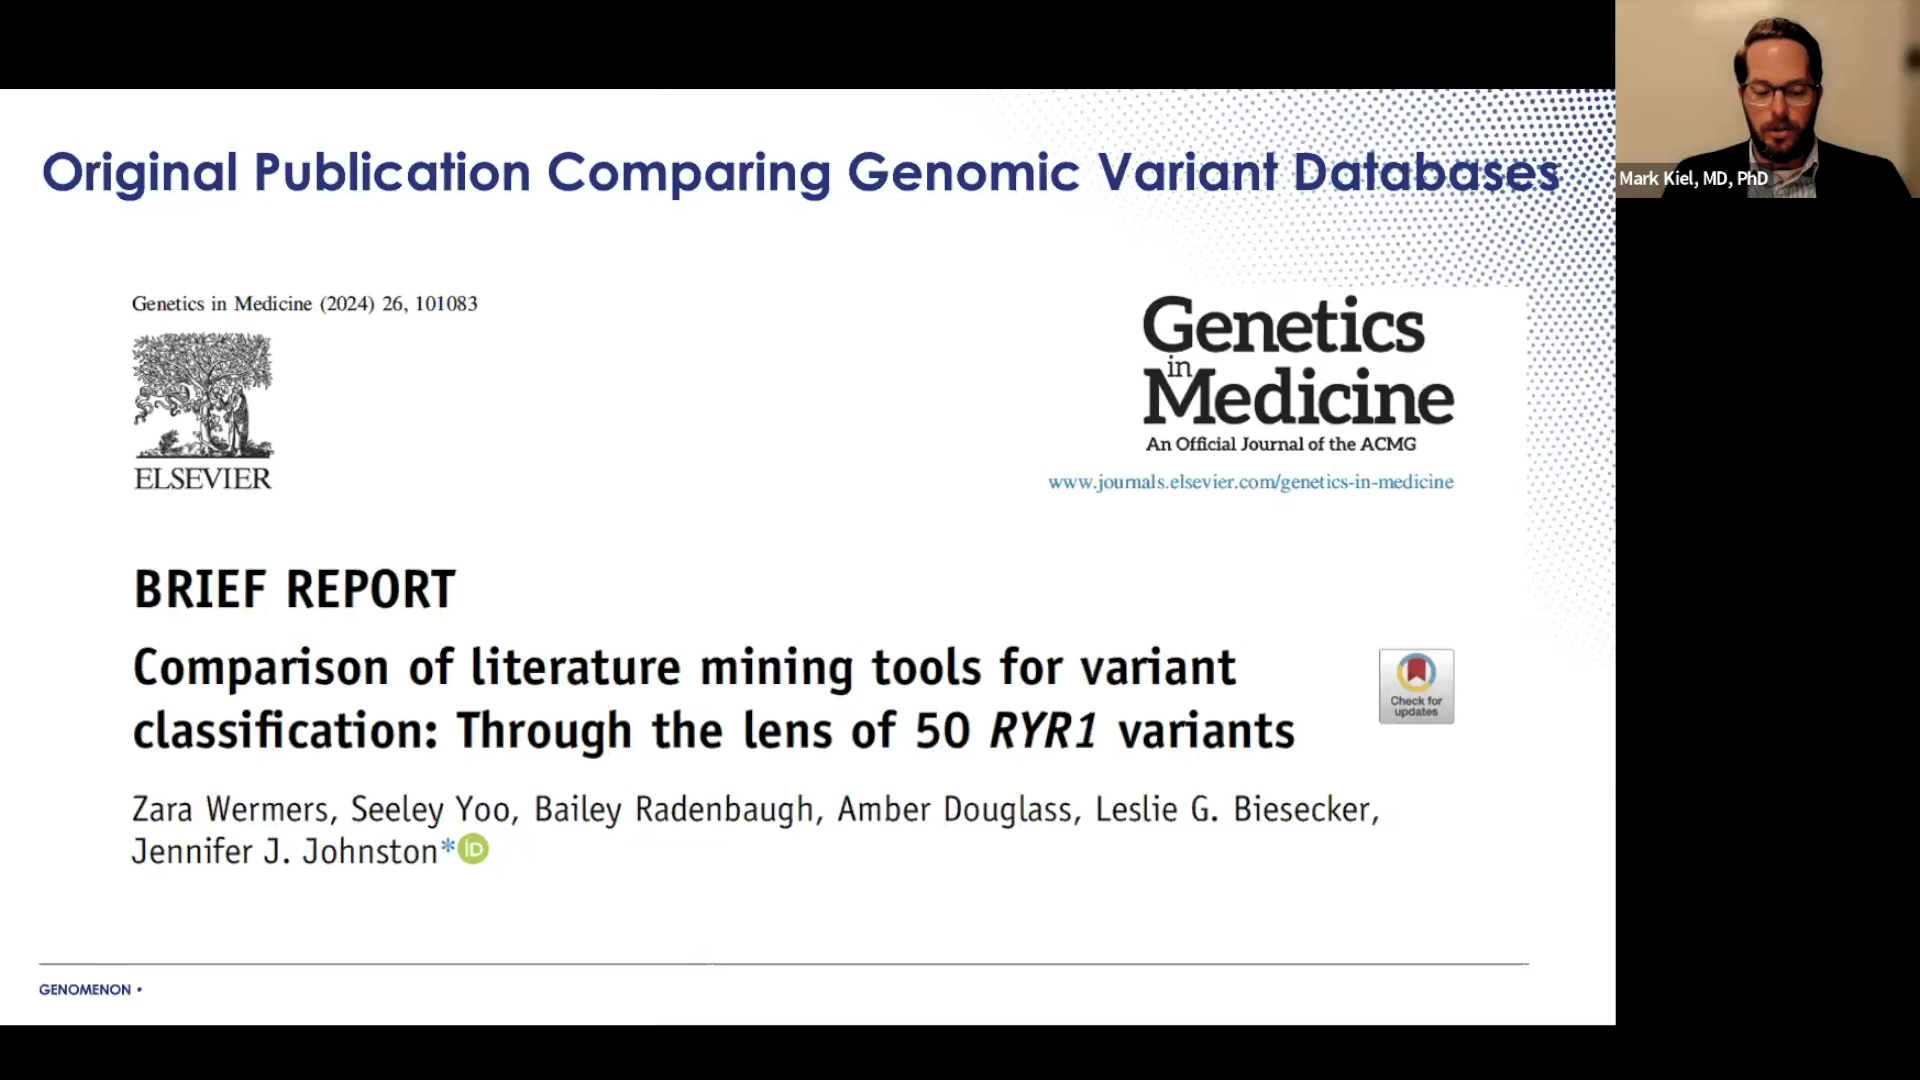 Original Publication Comparing Genomic Variant Databases
Mark Kiel, MD, PhD
Genetics in Medicine (2024) 26, 101083
ELSEVIER
Genetics
in
Medicine
An Official Journal of the ACMG
www.journals.elsevier.com/genetics-in-medicine
BRIEF REPORT
Comparison of literature mining tools for variant
classification: Through the lens of 50 RYR1 variants
Check for
updates
Zara Wermers, Seeley Yoo, Bailey Radenbaugh, Amber Douglass, Leslie G. Biesecker,
Jennifer J. Johnston* iD
GENOMENON •